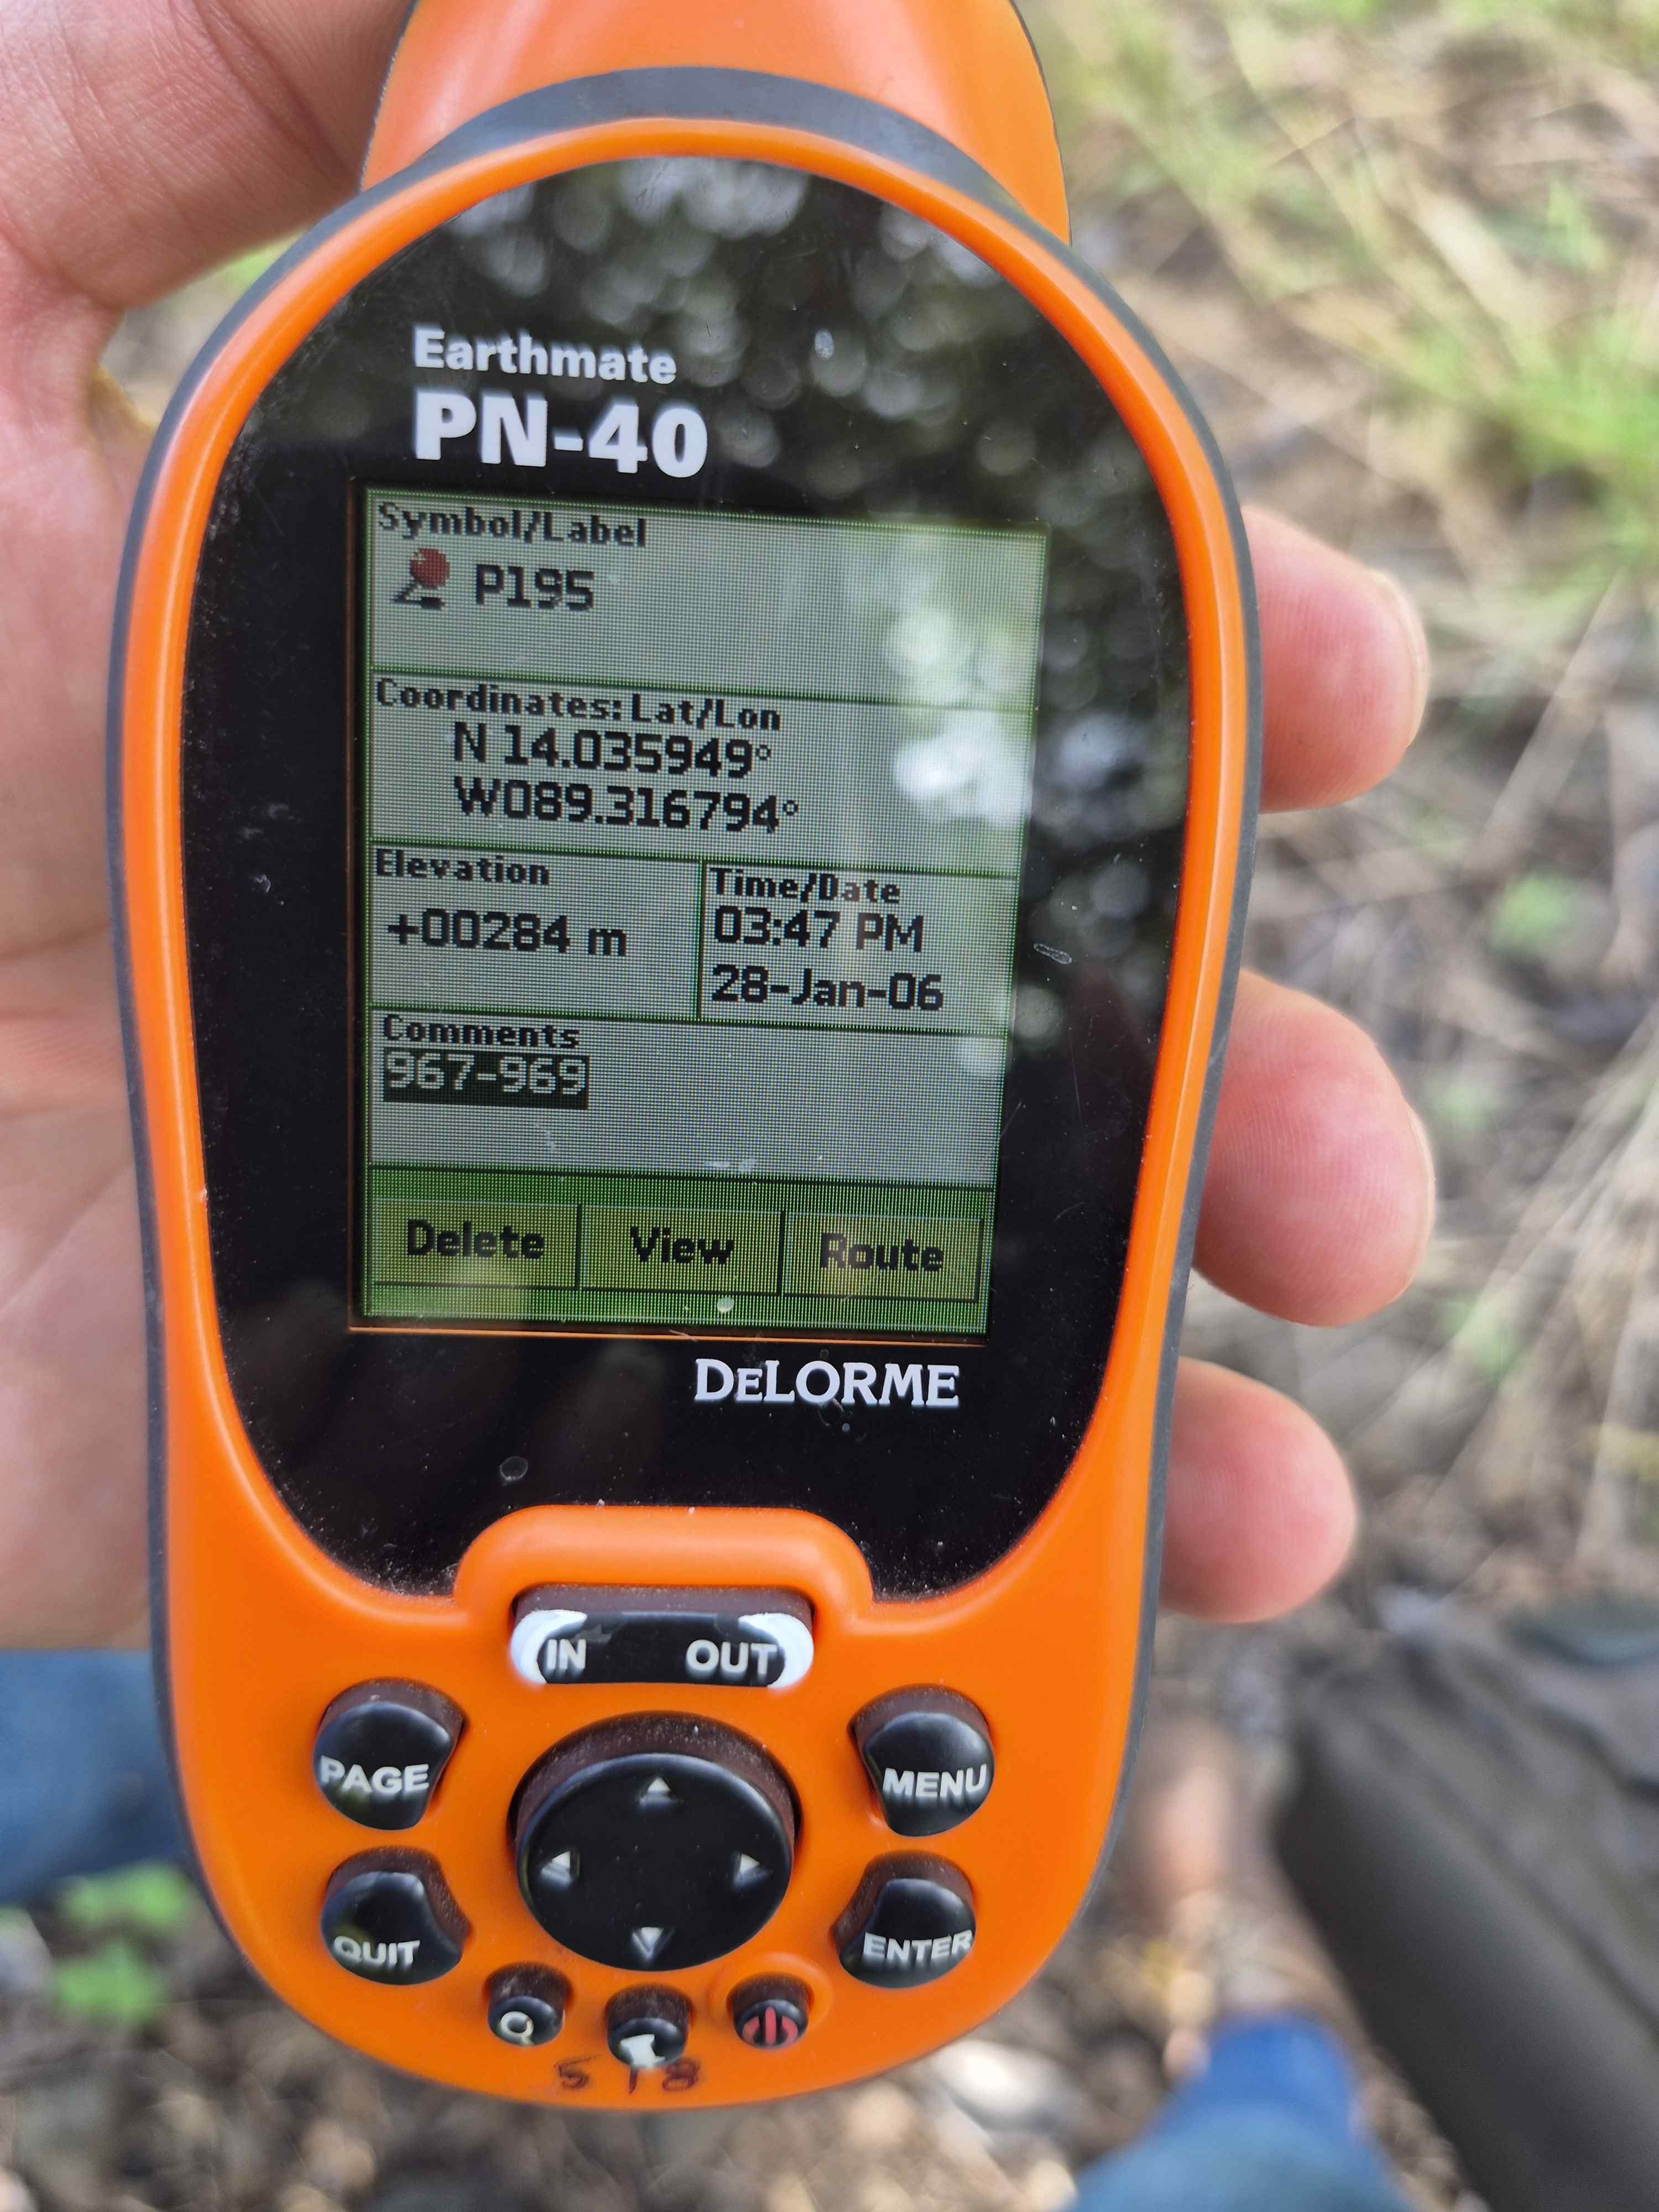 Earthmate
PN-40
Symbol/Label
P195
Coordinates: Lat/Lon
N 14.035949°
W089.316794°
Elevation
+00284 m
Time/Date
03:47 PM
28-Jan-06
Comments
967-969
Delete View Route
DELORME
IN OUT
PAGE MENU
QUIT ENTER
518